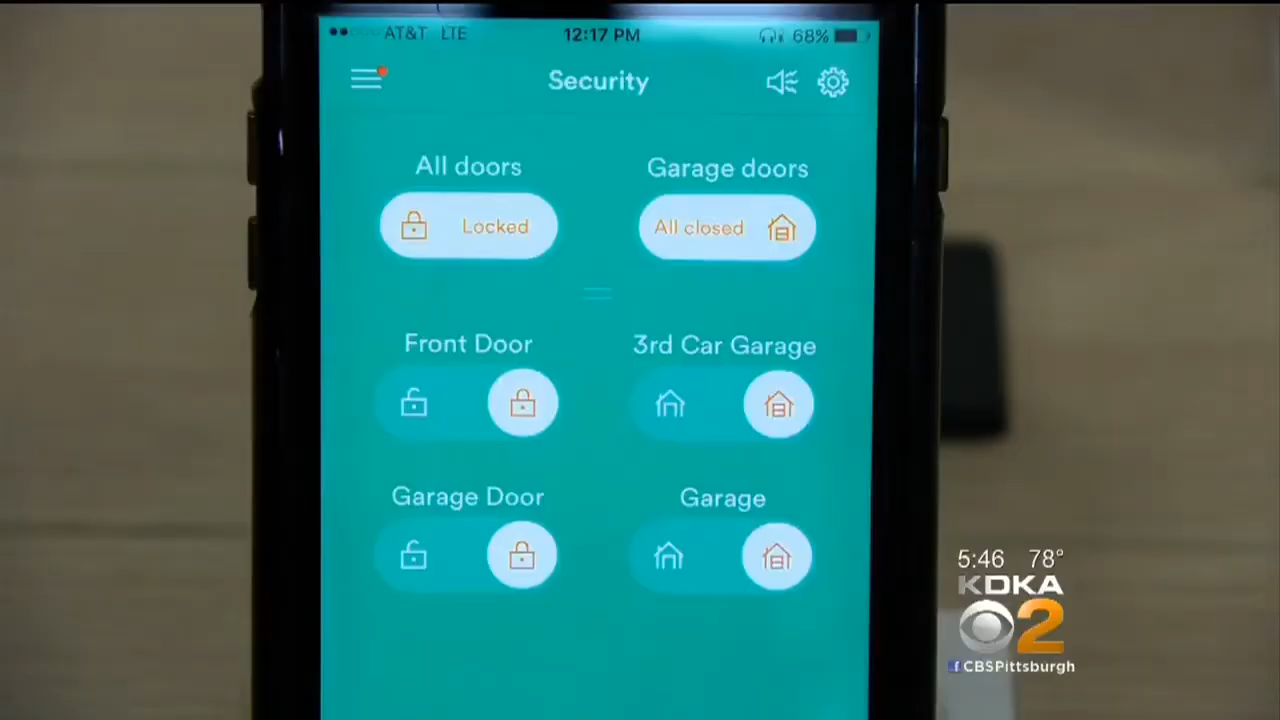 AT&T LTE 12:17 PM 68%
Security
All doors Garage doors
Locked All closed
Front Door 3rd Car Garage
Garage Door Garage
5:46 78°
KDKA
2
f CBSPittsburgh